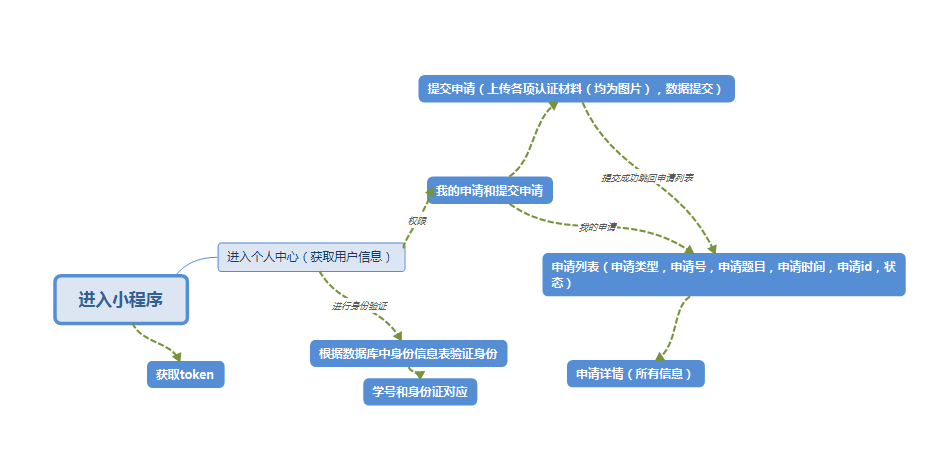 提交申请（上传各项认证材料（均为图片），数据提交）
提交成功跳回申请列表
我的申请和提交申请
权限
我的申请
进入个人中心（获取用户信息）
申请列表（申请类型，申请号，申请题目，申请时间，申请id，状
态）
进入小程序
进行身份验证
根据数据库中身份信息表验证身份
获取token
申请详情（所有信息）
学号和身份证对应